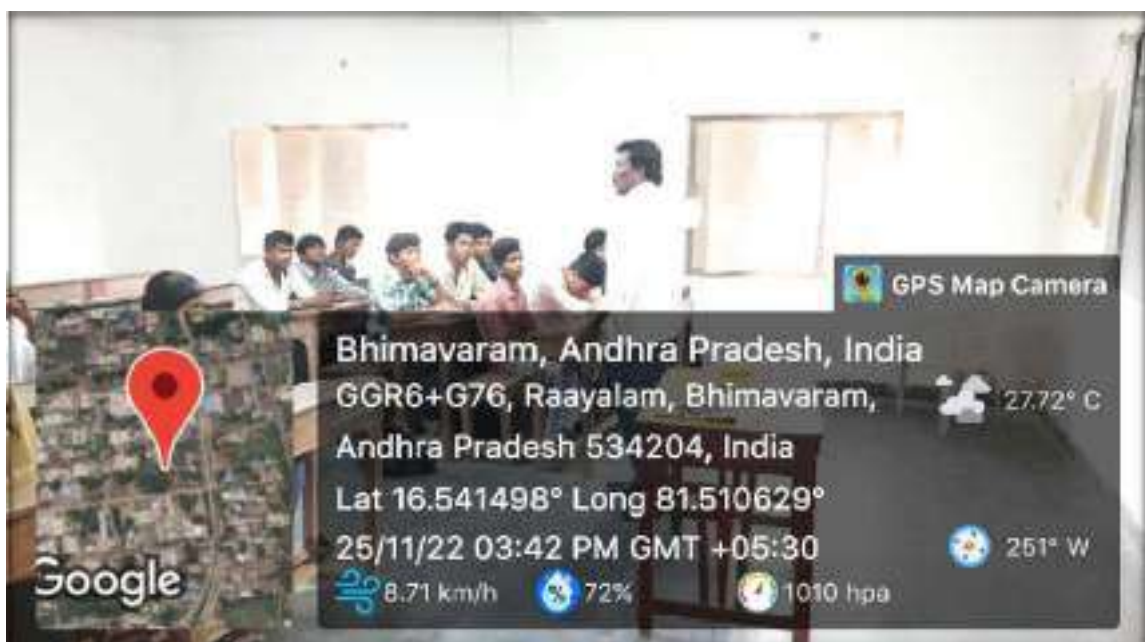 GPS Map Camera
Bhimavaram, Andhra Pradesh, India
GGR6+G76, Raayalam, Bhimavaram,
Andhra Pradesh 534204, India
Lat 16.541498° Long 81.510629°
25/11/22 03:42 PM GMT +05:30
27.72° C
251° W
Google
8.71 km/h
72%
1010 hpa